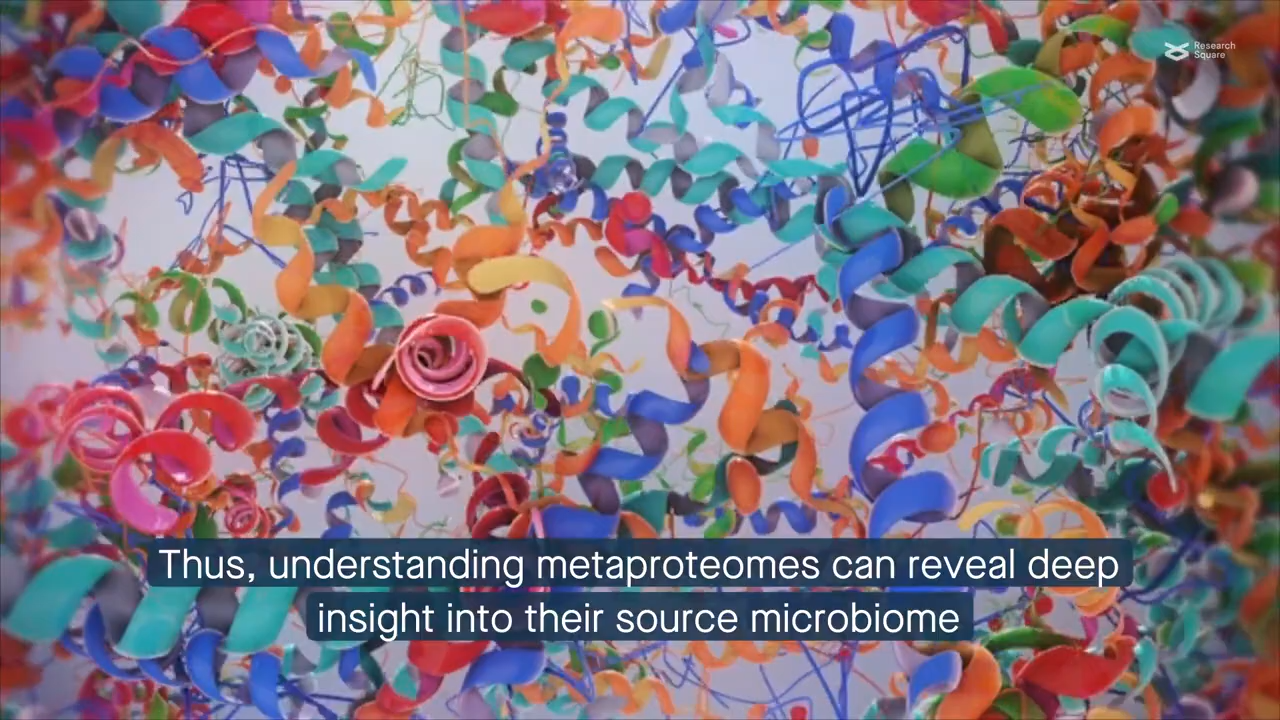 Research
Square
Thus, understanding metaproteomes can reveal deep
insight into their source microbiome